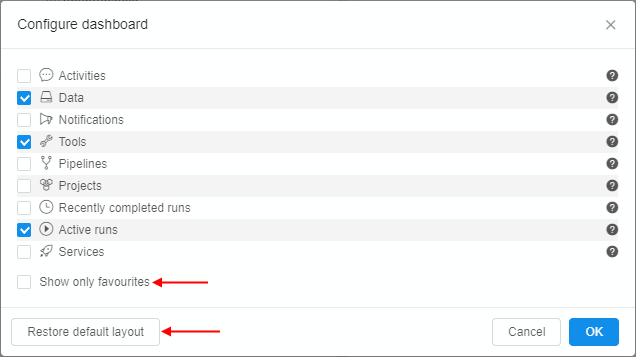 Configure dashboard
Activities
Data
Notifications
Tools
Pipelines
Projects
Recently completed runs
Active runs
Services
Show only favourites
Restore default layout
Cancel
OK